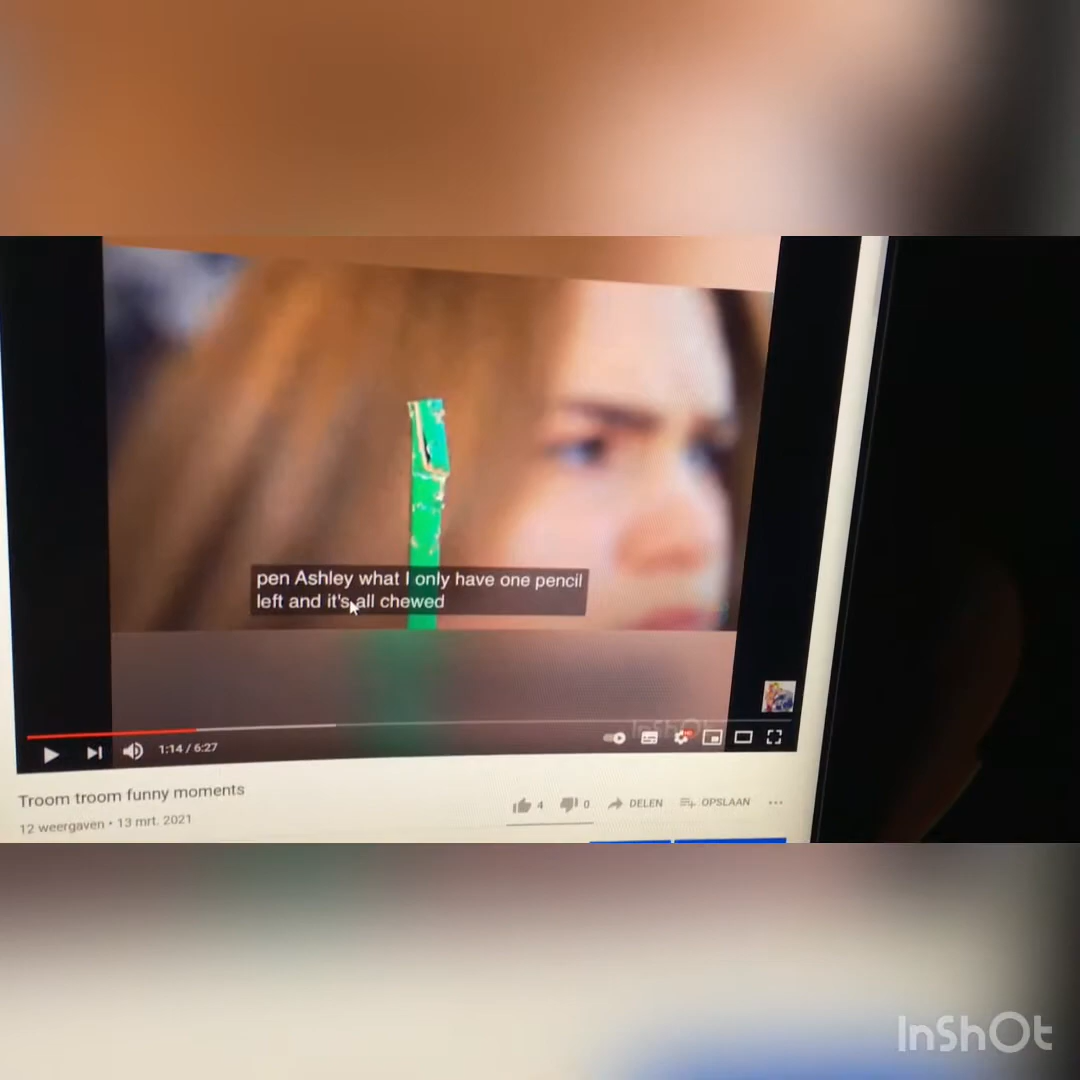 pen Ashley what I only have one pencil
left and it's all chewed
InShOt
1:14 / 6:27
Troom troom funny moments
4 0 DELEN OPSLAAN
12 weergaven • 13 mrt. 2021
InShOt